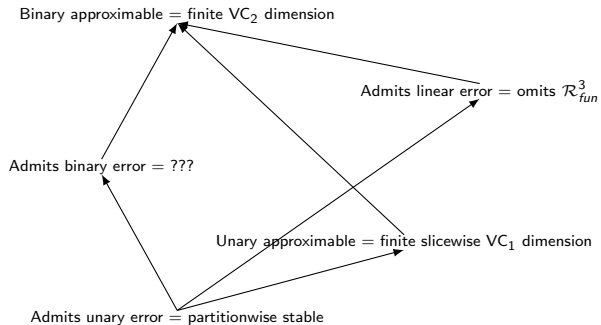 Binary approximable = finite VC₂ dimension
Admits linear error = omits ℛ³_fun
Admits binary error = ???
Unary approximable = finite slicewise VC₁ dimension
Admits unary error = partitionwise stable